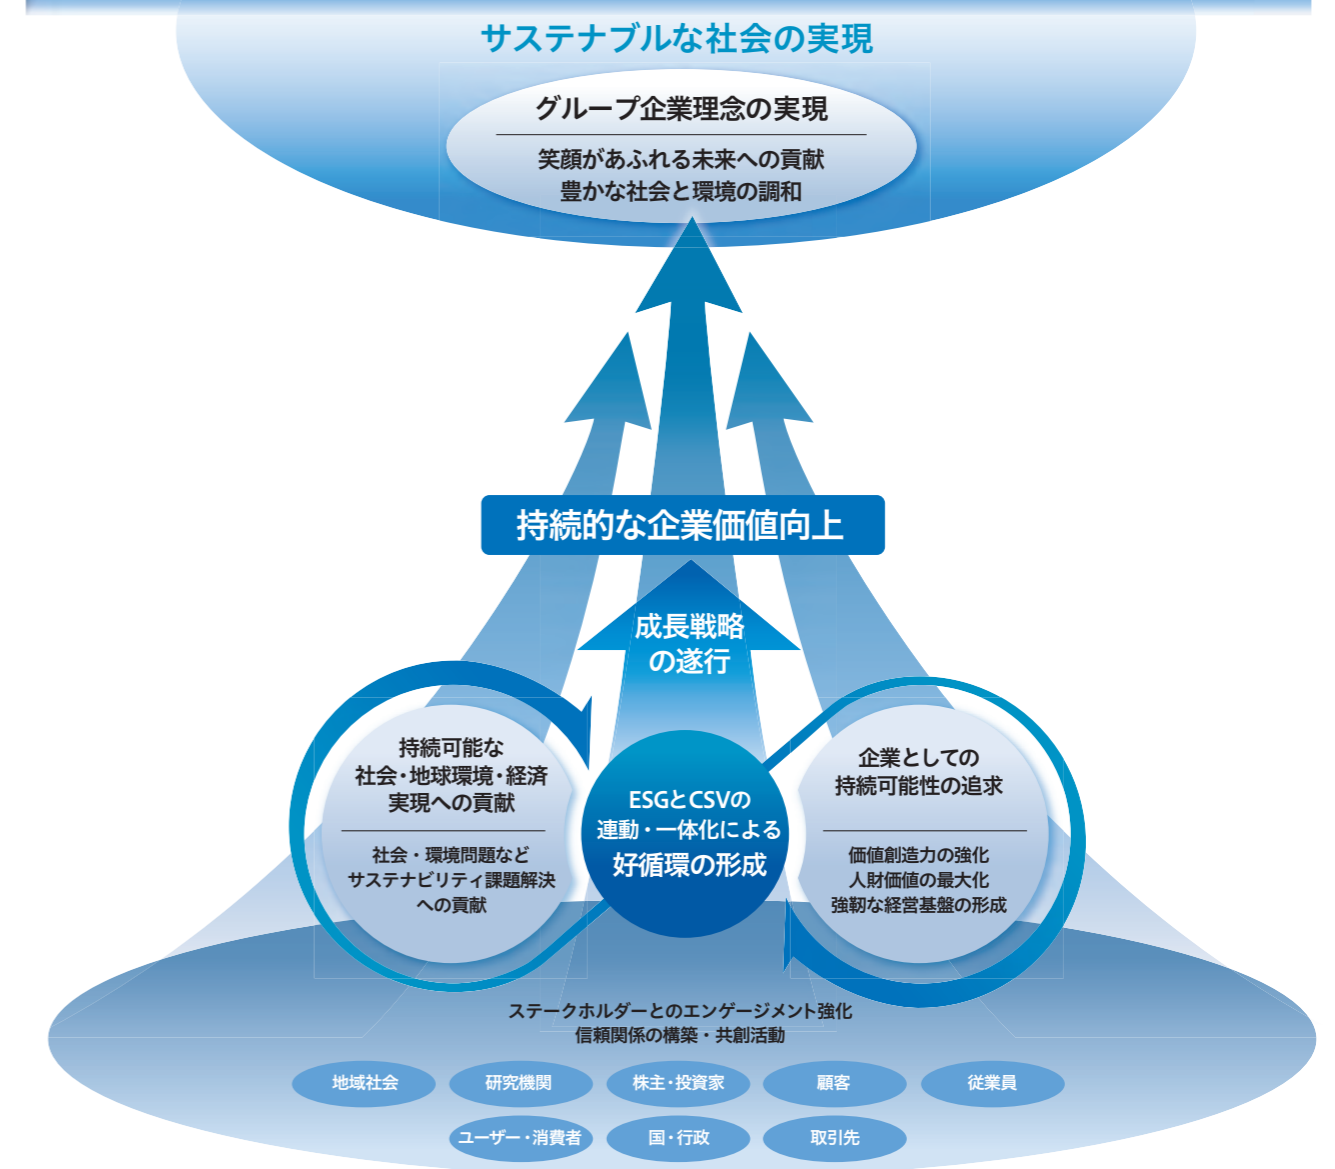 サステナブルな社会の実現
グループ企業理念の実現
笑顔があふれる未来への貢献
豊かな社会と環境の調和
持続的な企業価値向上
成長戦略
の遂行
持続可能な
社会・地球環境・経済
実現への貢献
社会・環境問題など
サステナビリティ課題解決
への貢献
ESGとCSVの
連動・一体化による
好循環の形成
企業としての
持続可能性の追求
価値創造力の強化
人財価値の最大化
強靭な経営基盤の形成
ステークホルダーとのエンゲージメント強化
信頼関係の構築・共創活動
地域社会
研究機関
株主・投資家
顧客
従業員
ユーザー・消費者
国・行政
取引先